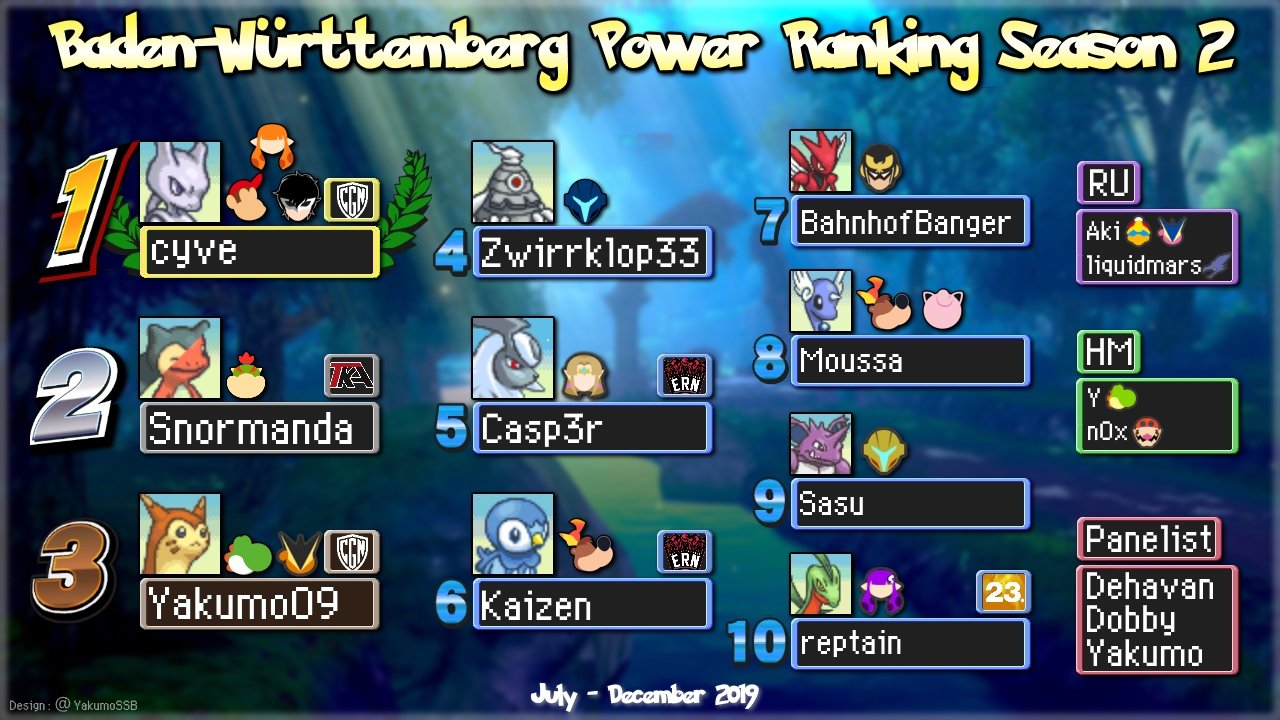 Baden-Württemberg Power Ranking Season 2
1
CGM
cyve
2
TKA
Snormanda
3
CGM
Yakumo09
4
Zwirrklop33
5
ERN
Casp3r
6
ERN
Kaizen
7
BahnhofBanger
8
Moussa
9
Sasu
10
23.
reptain
RU
Aki
liquidmars
HM
Y
n0x
Panelist
Dehavan
Dobby
Yakumo
July - December 2019
Design: @YakumoSSB